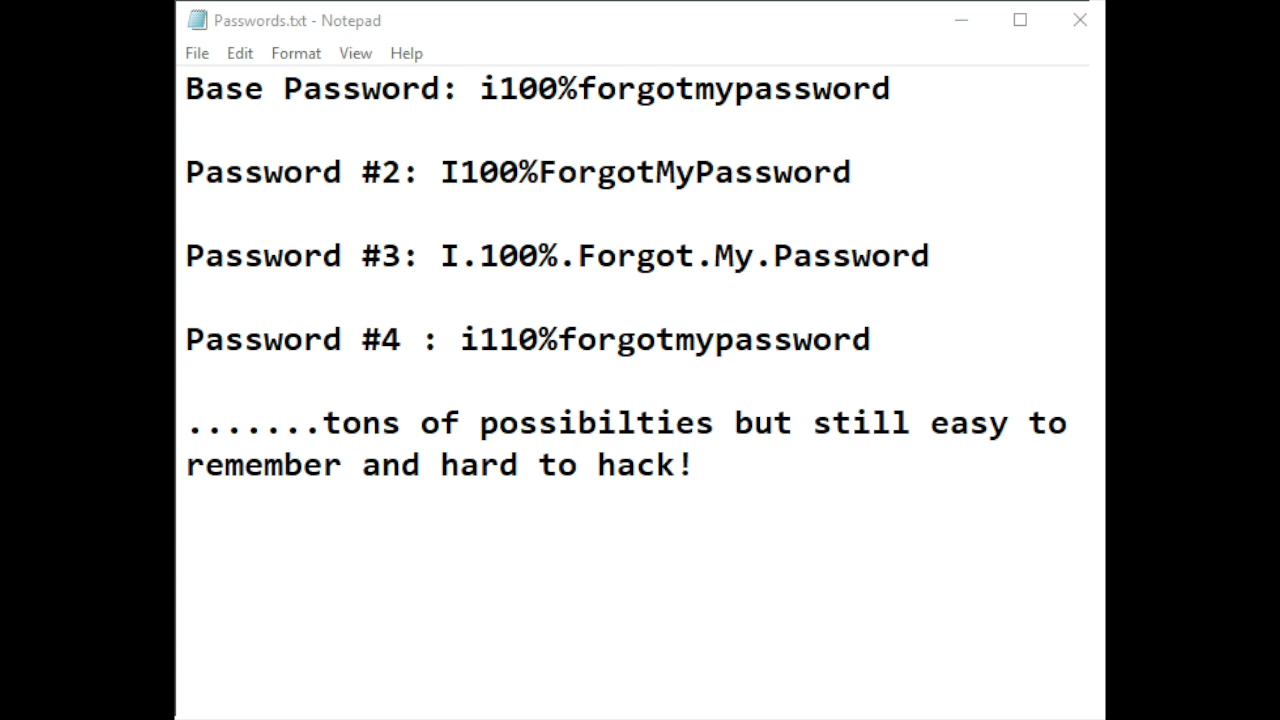 Passwords.txt - Notepad
File Edit Format View Help
Base Password: i100%forgotmypassword
Password #2: I100%ForgotMyPassword
Password #3: I.100%.Forgot.My.Password
Password #4 : i110%forgotmypassword
.......tons of possibilties but still easy to
remember and hard to hack!